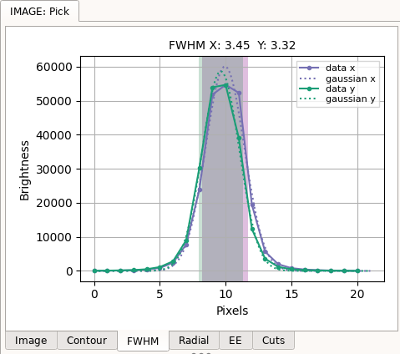 IMAGE: Pick
FWHM X: 3.45 Y: 3.32
data x
gaussian x
data y
gaussian y
60000
50000
40000
30000
20000
10000
0
Brightness
0 5 10 15 20
Pixels
Image Contour FWHM Radial EE Cuts